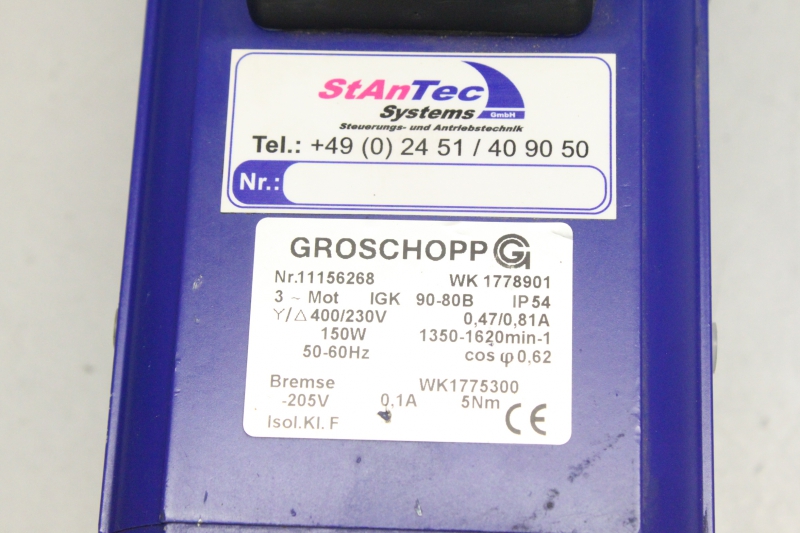 StAnTec
Systems GmbH
Steuerungs- und Antriebstechnik
Tel.: +49 (0) 2451 / 40 90 50
Nr.:
GROSCHOPP G
Nr.11156268 WK 1778901
3 ~ Mot IGK 90-80B IP54
Y/△ 400/230V 0,47/0,81A
150W 1350-1620min-1
50-60Hz cos φ 0,62
Bremse WK1775300
-205V 0,1A 5Nm
Isol.Kl. F CE